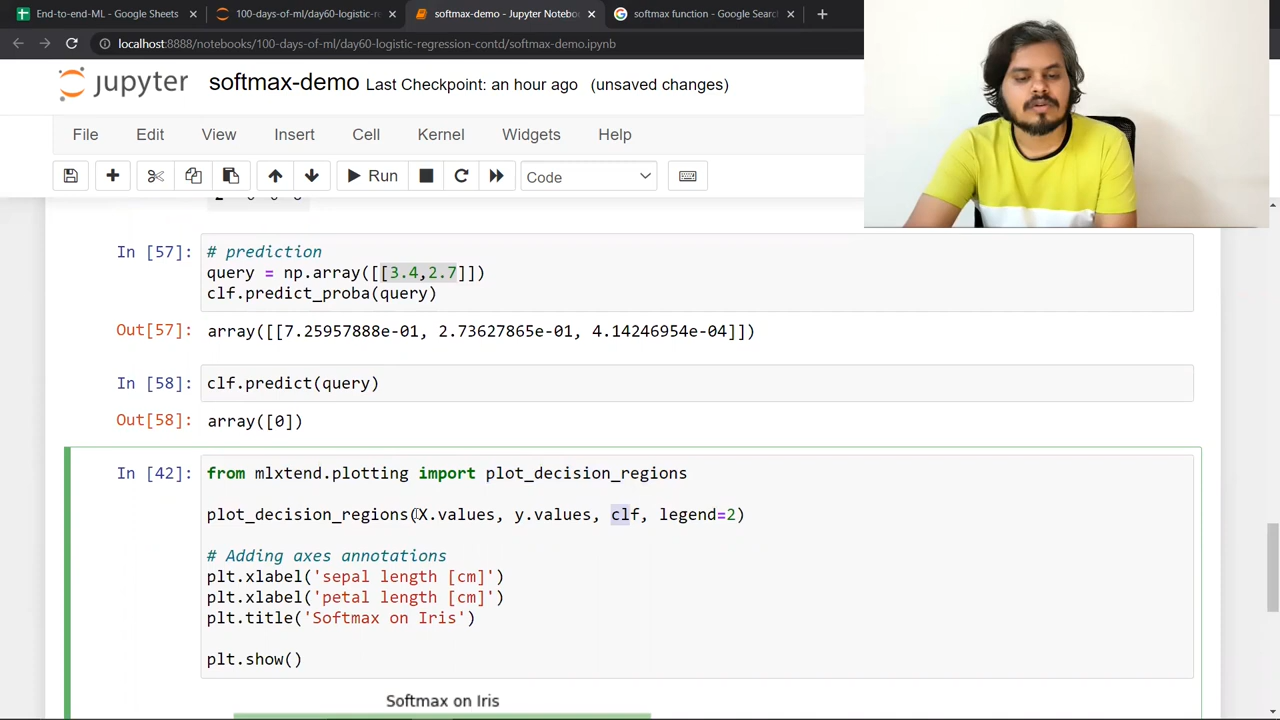 End-to-end-ML - Google Sheets
100-days-of-ml/day60-logistic-re
softmax-demo - Jupyter Noteboo
softmax function - Google Searc
localhost:8888/notebooks/100-days-of-ml/day60-logistic-regression-contd/softmax-demo.ipynb
jupyter softmax-demo Last Checkpoint: an hour ago (unsaved changes)
File Edit View Insert Cell Kernel Widgets Help
Run Code
In [57]: # prediction
query = np.array([[3.4,2.7]])
clf.predict_proba(query)
Out[57]: array([[7.25957888e-01, 2.73627865e-01, 4.14246954e-04]])
In [58]: clf.predict(query)
Out[58]: array([0])
In [42]: from mlxtend.plotting import plot_decision_regions
plot_decision_regions(X.values, y.values, clf, legend=2)
# Adding axes annotations
plt.xlabel('sepal length [cm]')
plt.xlabel('petal length [cm]')
plt.title('Softmax on Iris')
plt.show()
Softmax on Iris